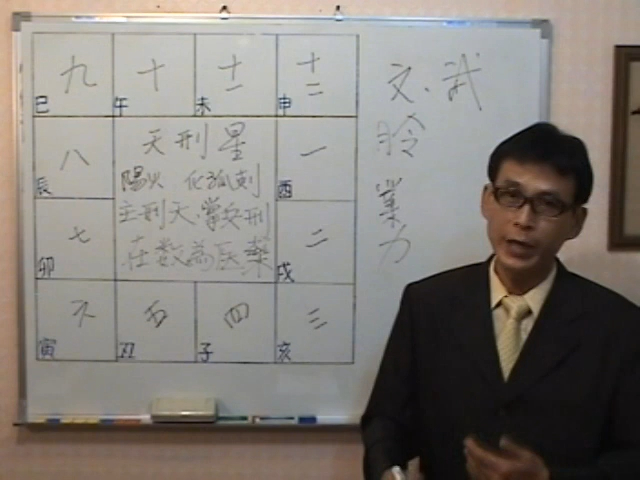 九 十 十一 十二
巳 午 未 申
天刑星
陽火 化孤剋
主刑夭.掌兵刑
在數為医藥
八 一
辰 酉
七 二
卯 戌
六 五 四 三
寅 丑 子 亥
文.武
業力